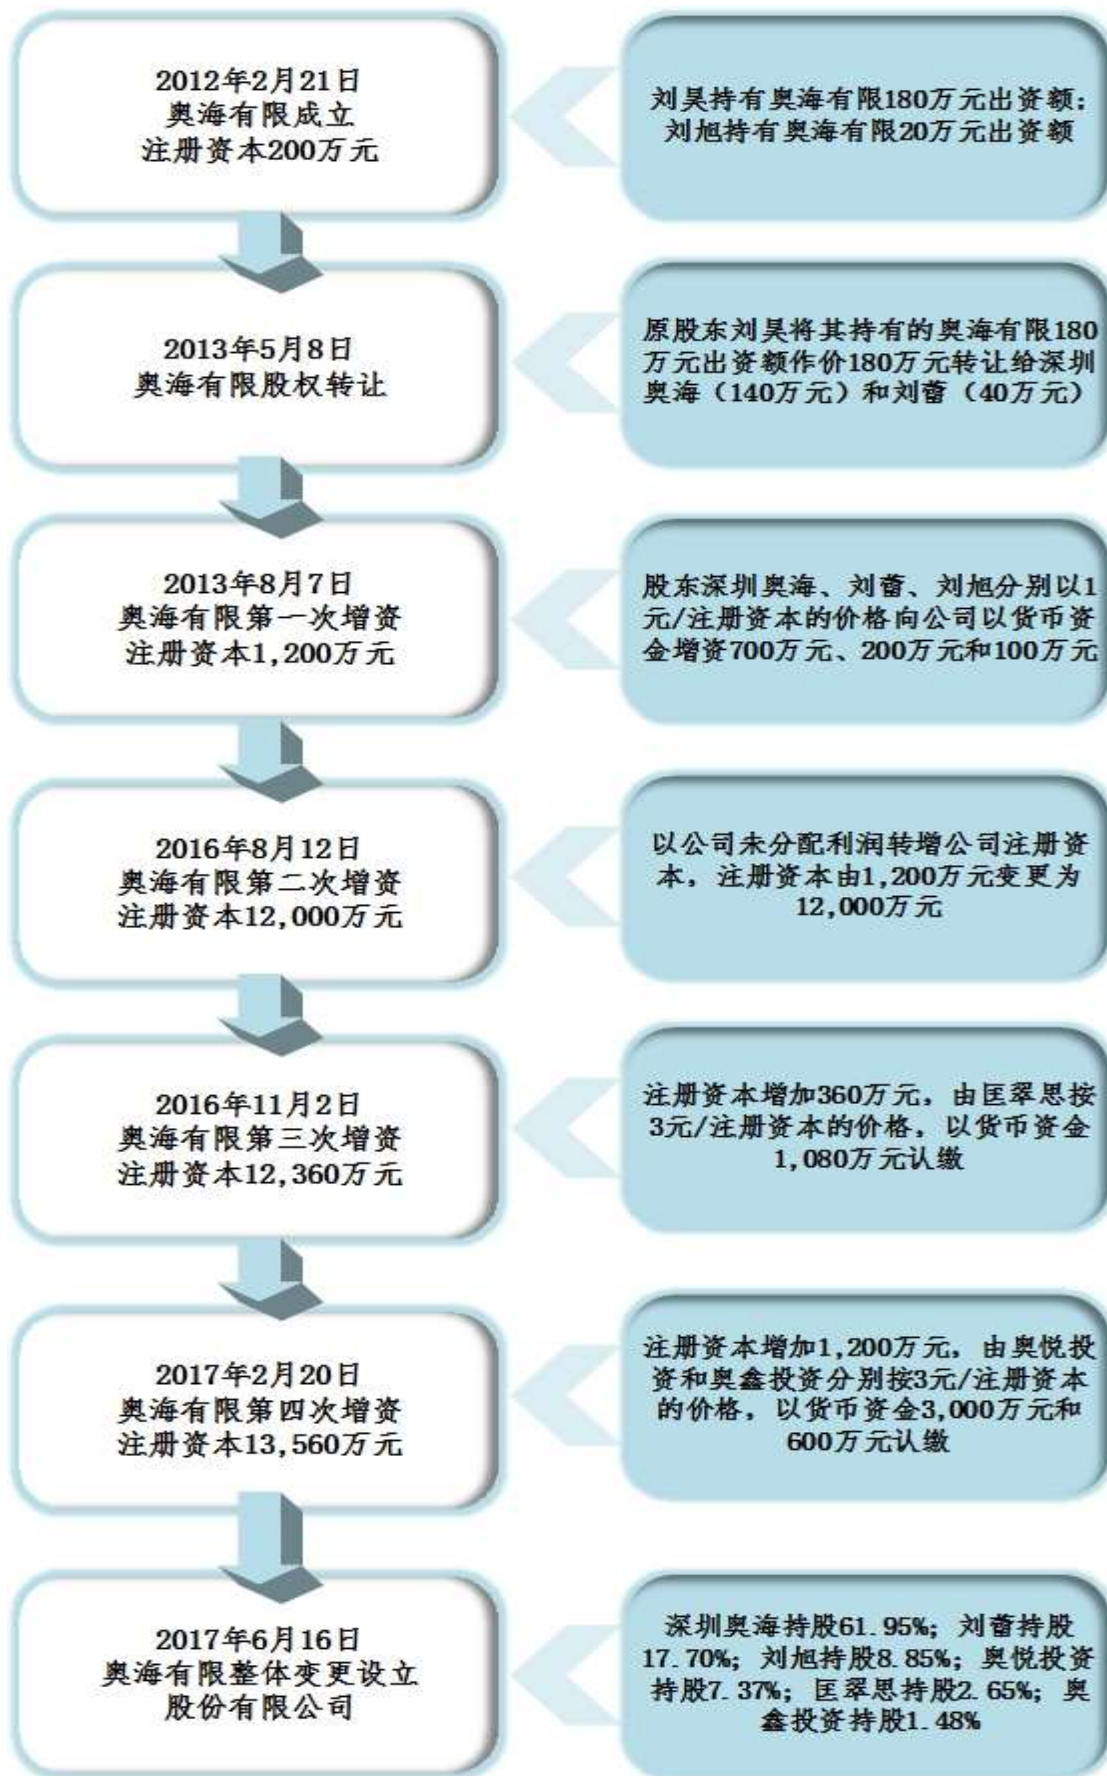 2012年2月21日
奥海有限成立
注册资本200万元
刘昊持有奥海有限180万元出资额;
刘旭持有奥海有限20万元出资额
2013年5月8日
奥海有限股权转让
原股东刘昊将其持有的奥海有限180
万元出资额作价180万元转让给深圳
奥海（140万元）和刘蕾（40万元）
2013年8月7日
奥海有限第一次增资
注册资本1,200万元
股东深圳奥海、刘蕾、刘旭分别以1
元/注册资本的价格向公司以货币资
金增资700万元、200万元和100万元
2016年8月12日
奥海有限第二次增资
注册资本12,000万元
以公司未分配利润转增公司注册资
本，注册资本由1,200万元变更为
12,000万元
2016年11月2日
奥海有限第三次增资
注册资本12,360万元
注册资本增加360万元，由匡翠思按
3元/注册资本的价格，以货币资金
1,080万元认缴
2017年2月20日
奥海有限第四次增资
注册资本13,560万元
注册资本增加1,200万元，由奥悦投
资和奥鑫投资分别按3元/注册资本
的价格，以货币资金3,000万元和
600万元认缴
2017年6月16日
奥海有限整体变更设立
股份有限公司
深圳奥海持股61.95%；刘蕾持股
17.70%；刘旭持股8.85%；奥悦投资
持股7.37%；匡翠思持股2.65%；奥
鑫投资持股1.48%